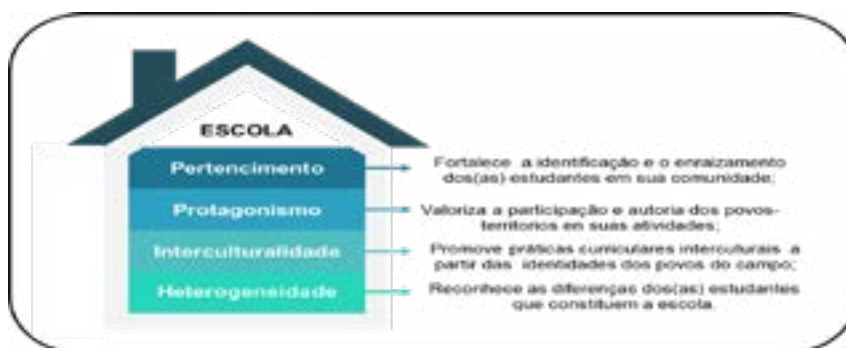 ESCOLA
Pertencimento
Fortalece a identificação e o enraizamento
dos(as) estudantes em sua comunidade;
Protagonismo
Valoriza a participação e autoria dos povos-
territorios en suas atividades;
Interculturalidade
Promove práticas curriculares interculturais a
partir das identidades dos povos do campo;
Heterogeneidade
Reconhece as diferenças dos(as) estudantes
que constituem a escola.